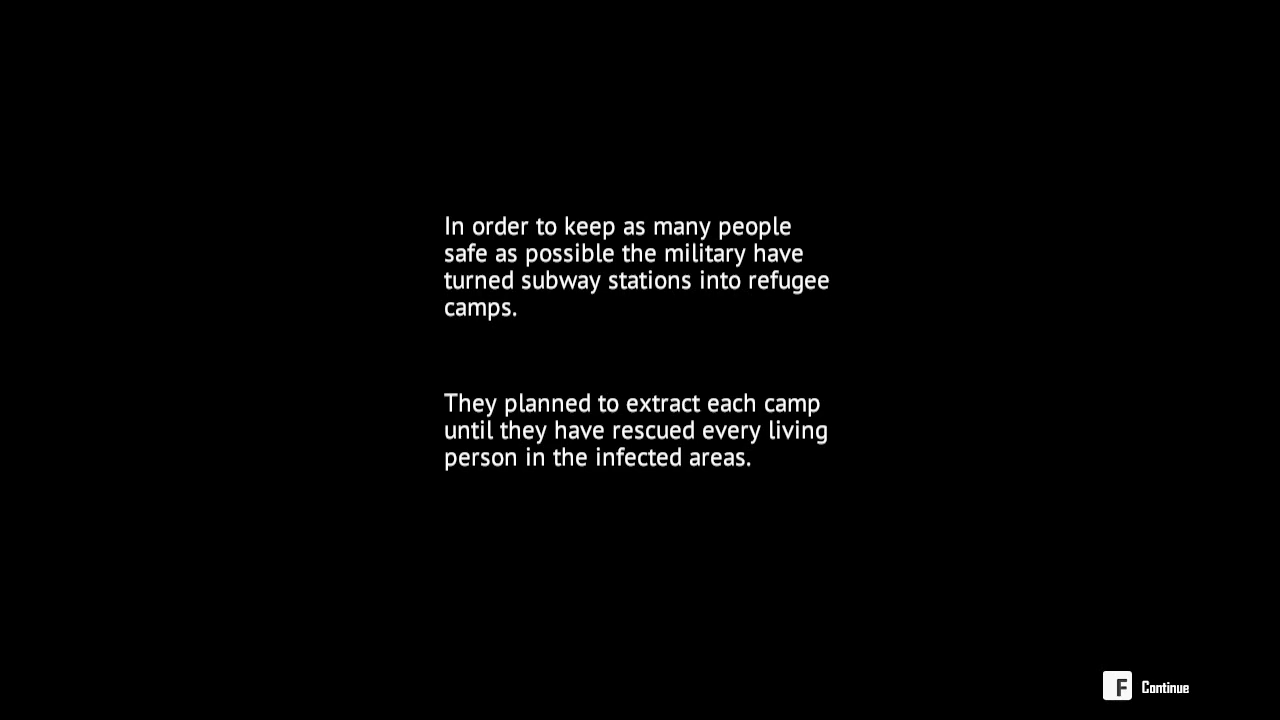 In order to keep as many people
safe as possible the military have
turned subway stations into refugee
camps.
They planned to extract each camp
until they have rescued every living
person in the infected areas.
F Continue